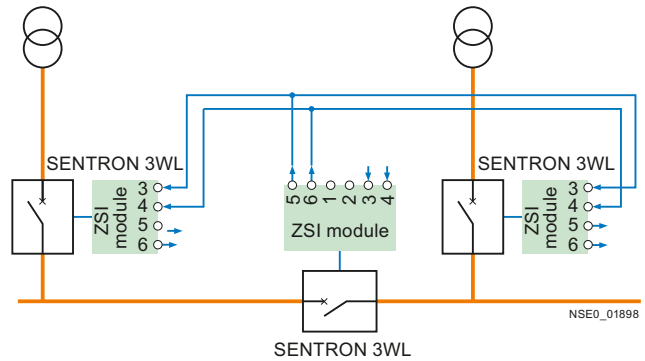 SENTRON 3WL
SENTRON 3WL
ZSI
module
3
4
5
6
5
6
1
2
3
4
ZSI module
ZSI
module
3
4
5
6
NSE0_01898
SENTRON 3WL